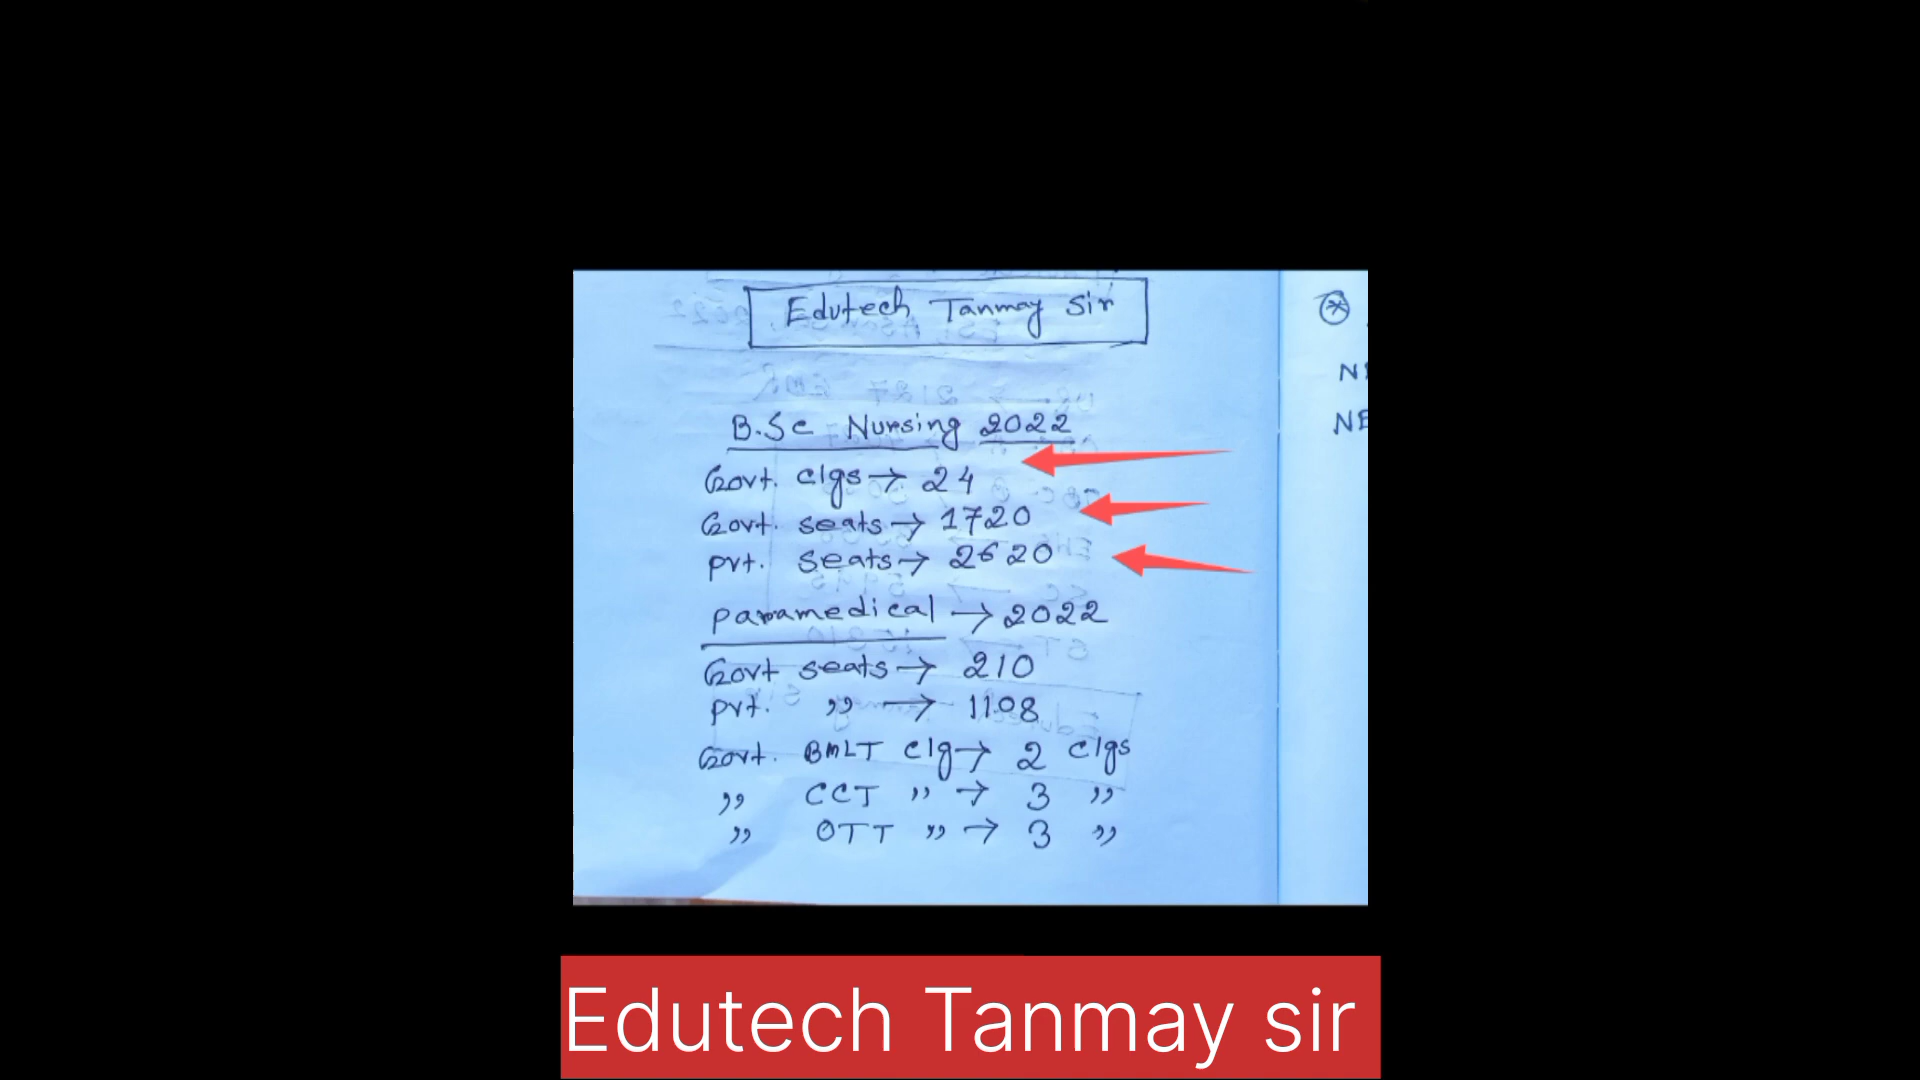 Edutech Tanmay Sir
B.Sc Nursing 2022
Govt. clgs → 24
Govt. seats → 1720
pvt. seats → 2620
paramedical → 2022
Govt seats → 210
pvt. ,, → 1108
Govt. BMLT clg → 2 clgs
,, CCT ,, → 3 ,,
,, OTT ,, → 3 ,,
Edutech Tanmay sir